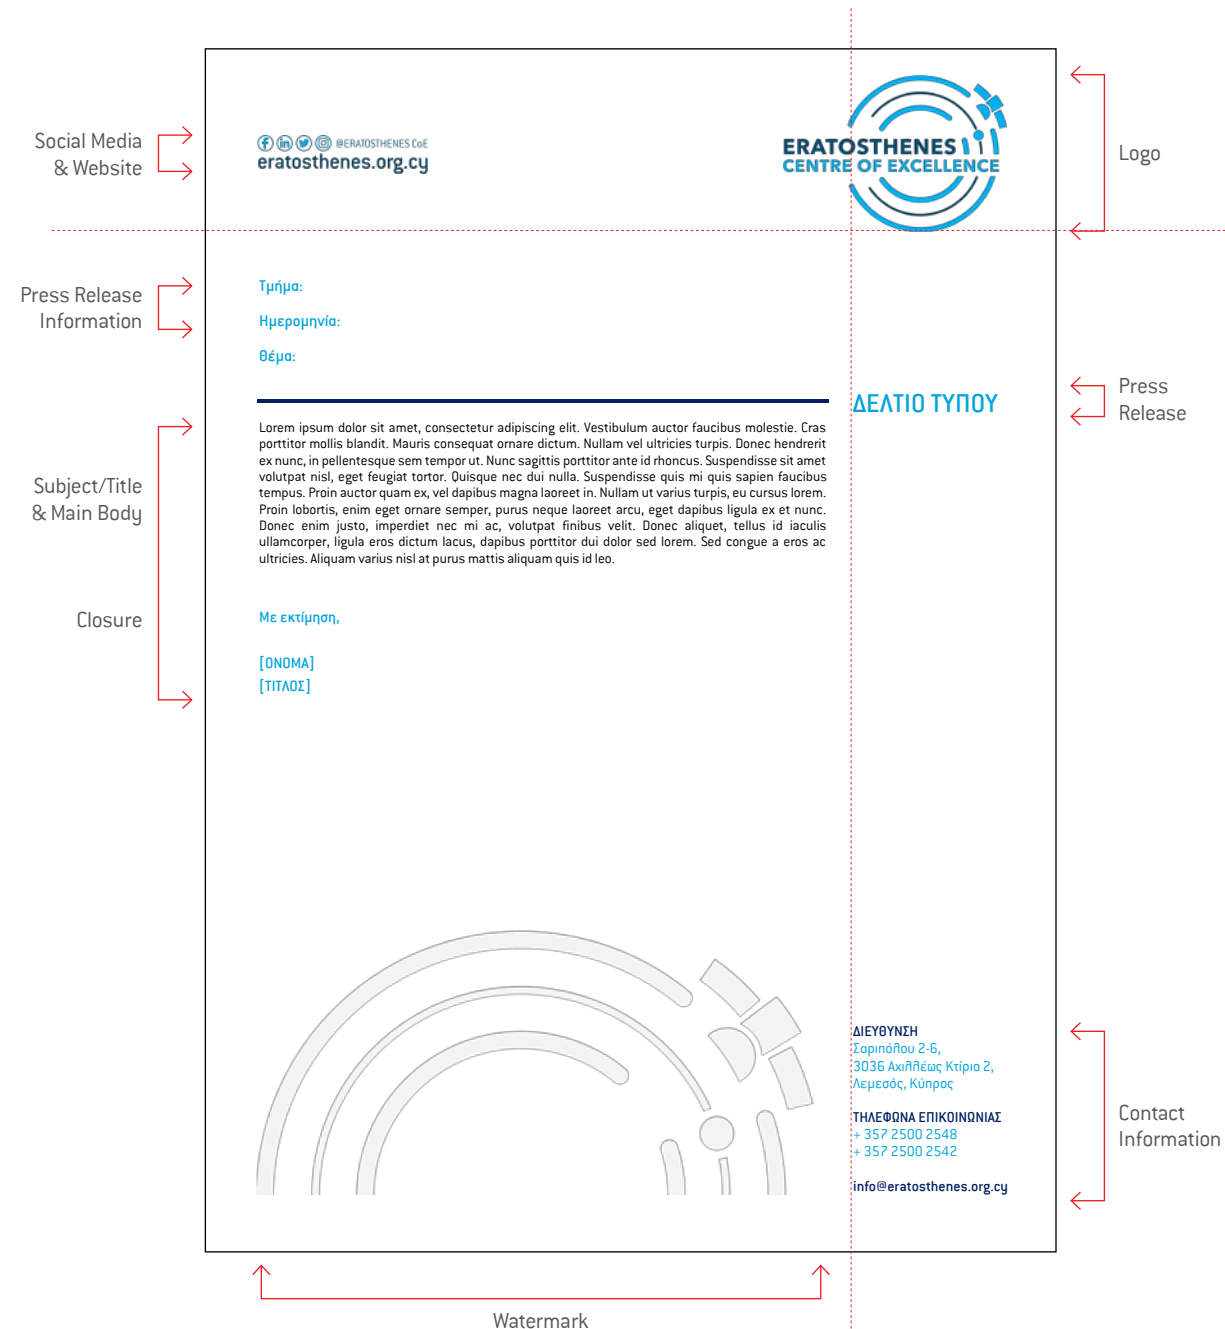 Social Media
& Website
@ERATOSTHENES CoE
eratosthenes.org.cy
ERATOSTHENES
CENTRE OF EXCELLENCE
Logo
Press Release
Information
Τμήμα:
Ημερομηνία:
Θέμα:
ΔΕΛΤΙΟ ΤΥΠΟΥ
Press
Release
Subject/Title
& Main Body
Lorem ipsum dolor sit amet, consectetur adipiscing elit. Vestibulum auctor faucibus molestie. Cras
porttitor mollis blandit. Mauris consequat ornare dictum. Nullam vel ultricies turpis. Donec hendrerit
ex nunc, in pellentesque sem tempor ut. Nunc sagittis porttitor ante id rhoncus. Suspendisse sit amet
volutpat nisl, eget feugiat tortor. Quisque nec dui nulla. Suspendisse quis mi quis sapien faucibus
tempus. Proin auctor quam ex, vel dapibus magna laoreet in. Nullam ut varius turpis, eu cursus lorem.
Proin lobortis, enim eget ornare semper, purus neque laoreet arcu, eget dapibus ligula ex et nunc.
Donec enim justo, imperdiet nec mi ac, volutpat finibus velit. Donec aliquet, tellus id iaculis
ullamcorper, ligula eros dictum lacus, dapibus porttitor dui dolor sed lorem. Sed congue a eros ac
ultricies. Aliquam varius nisl at purus mattis aliquam quis id leo.
Closure
Με εκτίμηση,
[ΟΝΟΜΑ]
[ΤΙΤΛΟΣ]
ΔΙΕΥΘΥΝΣΗ
Σαριπόλου 2-6,
3036 Αχιλλέως Κτίριο 2,
Λεμεσός, Κύπρος
ΤΗΛΕΦΩΝΑ ΕΠΙΚΟΙΝΩΝΙΑΣ
+ 357 2500 2548
+ 357 2500 2542
info@eratosthenes.org.cy
Contact
Information
Watermark